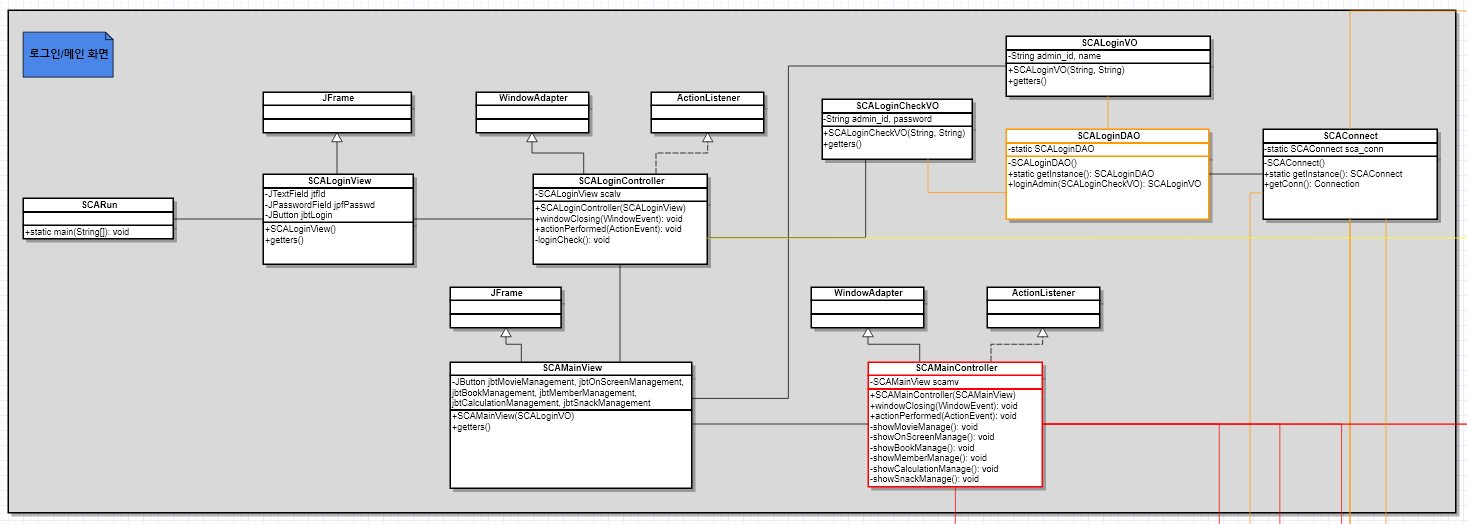 로그인/메인 화면
SCALoginVO
-String admin_id, name
+SCALoginVO(String, String)
+getters()
JFrame
WindowAdapter
ActionListener
SCALoginCheckVO
-String admin_id, password
+SCALoginCheckVO(String, String)
+getters()
SCALoginDAO
-static SCALoginDAO
-SCALoginDAO()
+static getInstance(): SCALoginDAO
+loginAdmin(SCALoginCheckVO): SCALoginVO
SCAConnect
-static SCAConnect sca_conn
-SCAConnect()
+static getInstance(): SCAConnect
+getConn(): Connection
SCARun
+static main(String[]): void
SCALoginView
-JTextField jtfId
-JPasswordField jpfPasswd
-JButton jbtLogin
+SCALoginView()
+getters()
SCALoginController
-SCALoginView scalv
+SCALoginController(SCALoginView)
+windowClosing(WindowEvent): void
+actionPerformed(ActionEvent): void
-loginCheck(): void
JFrame
WindowAdapter
ActionListener
SCAMainView
-JButton jbtMovieManagement, jbtOnScreenManagement,
jbtBookManagement, jbtMemberManagement,
jbtCalculationManagement, jbtSnackManagement
+SCAMainView(SCALoginVO)
+getters()
SCAMainController
-SCAMainView scamv
+SCAMainController(SCAMainView)
+windowClosing(WindowEvent): void
+actionPerformed(ActionEvent): void
-showMovieManage(): void
-showOnScreenManage(): void
-showBookManage(): void
-showMemberManage(): void
-showCalculationManage(): void
-showSnackManage(): void